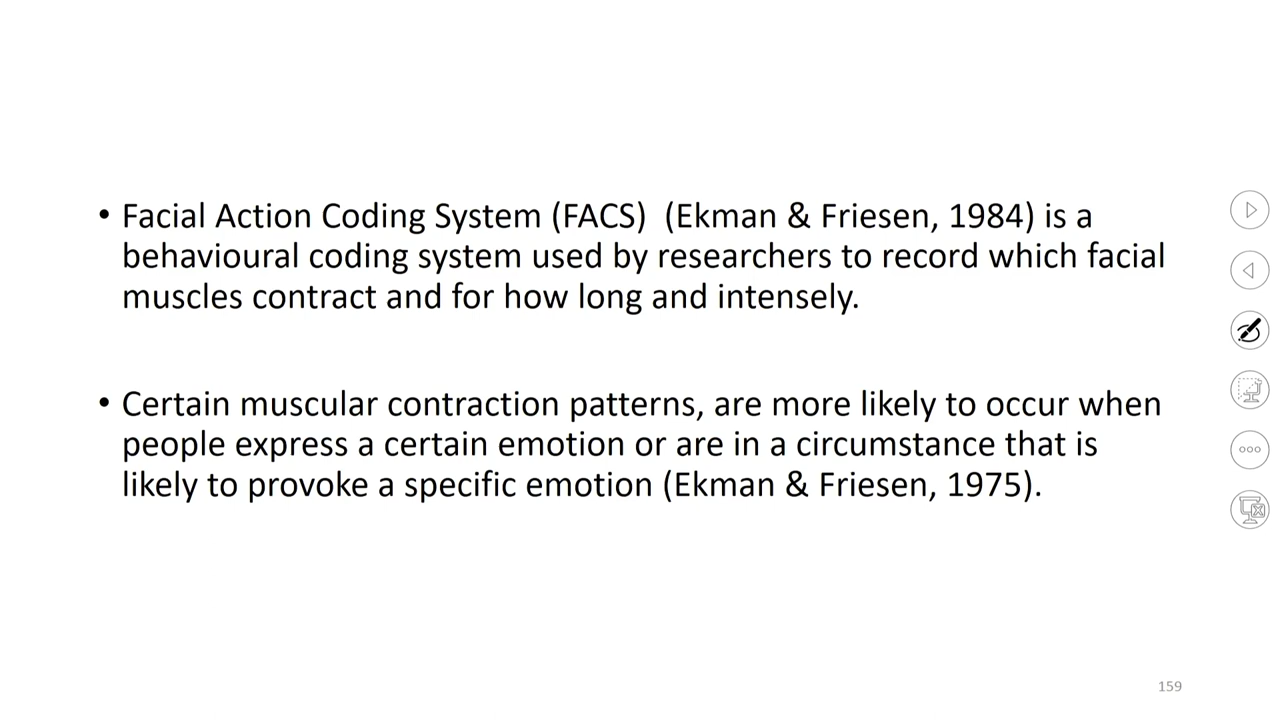 • Facial Action Coding System (FACS)  (Ekman & Friesen, 1984) is a
behavioural coding system used by researchers to record which facial
muscles contract and for how long and intensely.
• Certain muscular contraction patterns, are more likely to occur when
people express a certain emotion or are in a circumstance that is
likely to provoke a specific emotion (Ekman & Friesen, 1975).
159